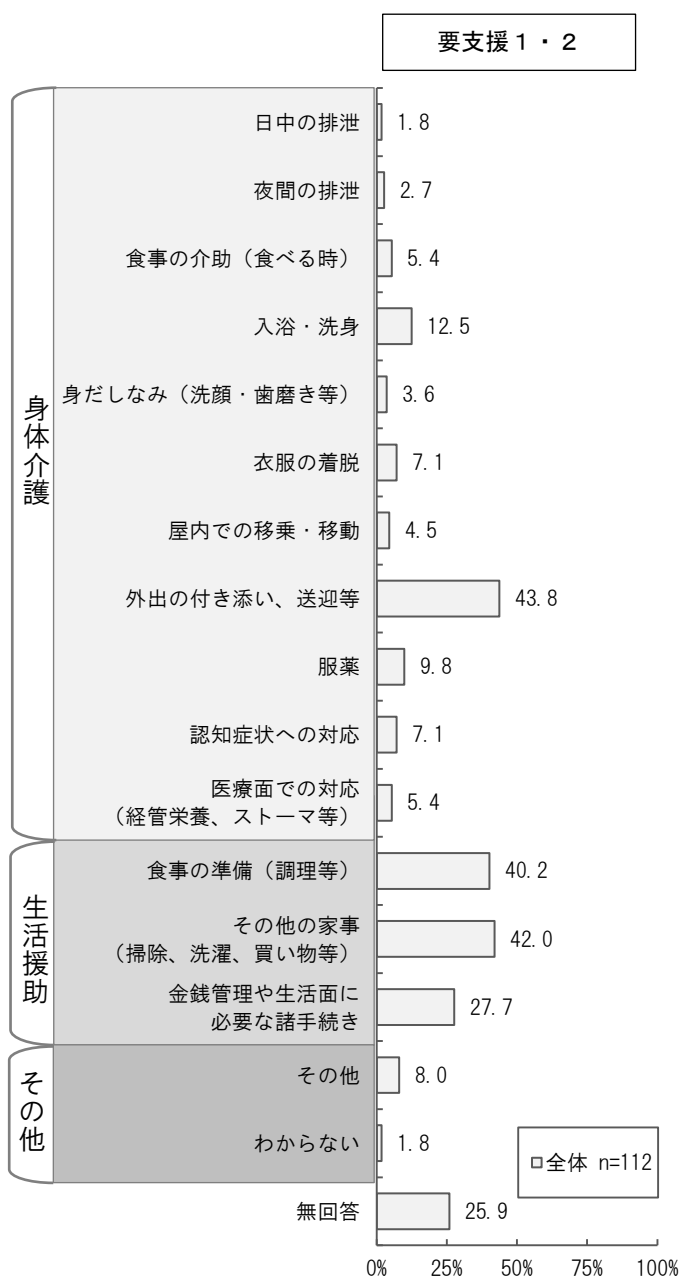 要支援１・２
身体介護
日中の排泄 1.8
夜間の排泄 2.7
食事の介助（食べる時） 5.4
入浴・洗身 12.5
身だしなみ（洗顔・歯磨き等） 3.6
衣服の着脱 7.1
屋内での移乗・移動 4.5
外出の付き添い、送迎等 43.8
服薬 9.8
認知症状への対応 7.1
医療面での対応
（経管栄養、ストーマ等） 5.4
生活援助
食事の準備（調理等） 40.2
その他の家事
（掃除、洗濯、買い物等） 42.0
金銭管理や生活面に
必要な諸手続き 27.7
その他
その他 8.0
わからない 1.8
無回答 25.9
全体 n=112
0% 25% 50% 75% 100%